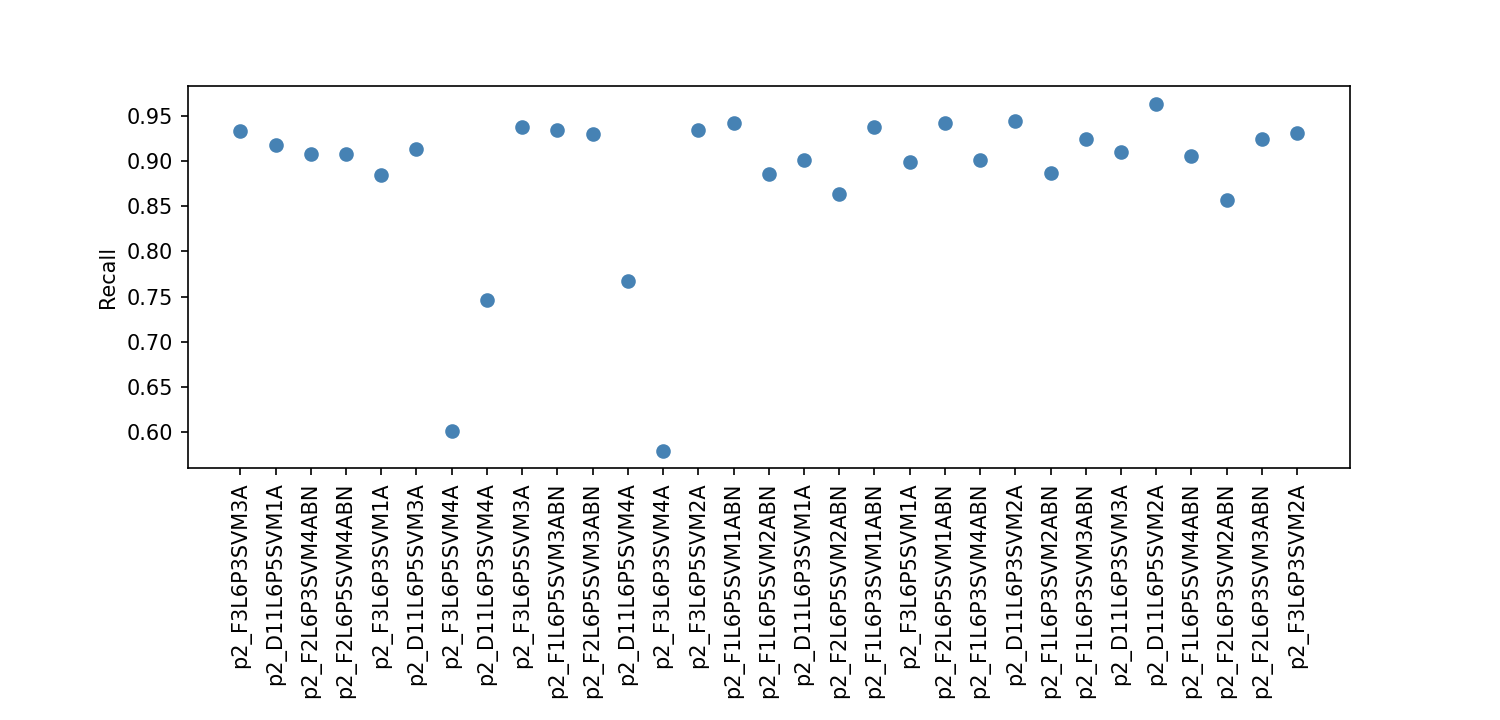 0.95
0.90
0.85
0.80
0.75
0.70
0.65
0.60
Recall
p2_F3L6P3SVM3A
p2_D11L6P5SVM1A
p2_F2L6P3SVM4ABN
p2_F2L6P5SVM4ABN
p2_F3L6P3SVM1A
p2_D11L6P5SVM3A
p2_F3L6P5SVM4A
p2_D11L6P3SVM4A
p2_F3L6P5SVM3A
p2_F1L6P5SVM3ABN
p2_F2L6P5SVM3ABN
p2_D11L6P5SVM4A
p2_F3L6P3SVM4A
p2_F3L6P5SVM2A
p2_F1L6P5SVM1ABN
p2_F1L6P5SVM2ABN
p2_D11L6P3SVM1A
p2_F2L6P5SVM2ABN
p2_F1L6P3SVM1ABN
p2_F3L6P5SVM1A
p2_F2L6P5SVM1ABN
p2_F1L6P3SVM4ABN
p2_D11L6P3SVM2A
p2_F1L6P3SVM2ABN
p2_F1L6P3SVM3ABN
p2_D11L6P3SVM3A
p2_D11L6P5SVM2A
p2_F1L6P5SVM4ABN
p2_F2L6P3SVM2ABN
p2_F2L6P3SVM3ABN
p2_F3L6P3SVM2A